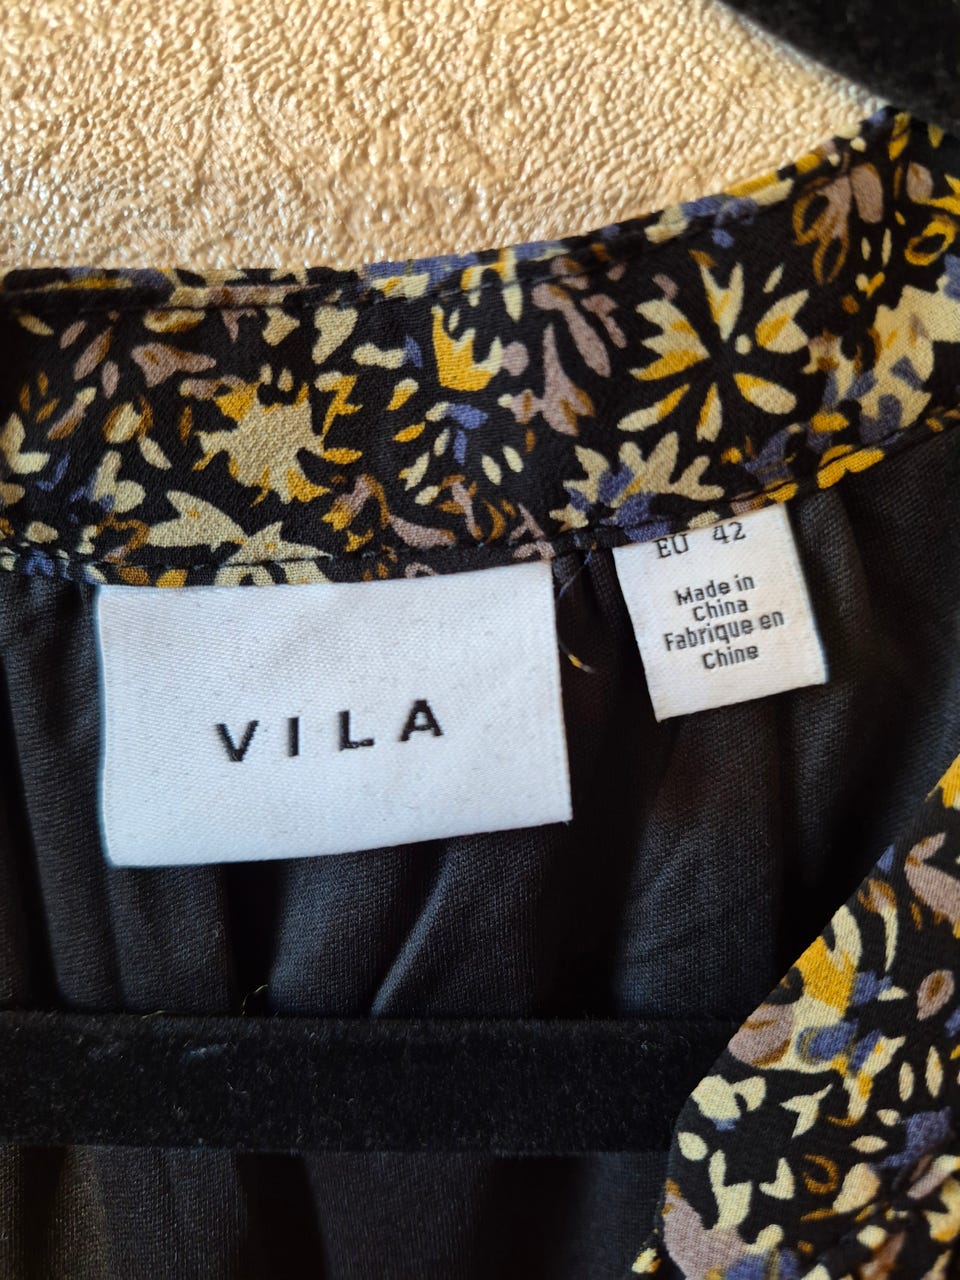 VILA
EU 42
Made in
China
Fabrique en
Chine